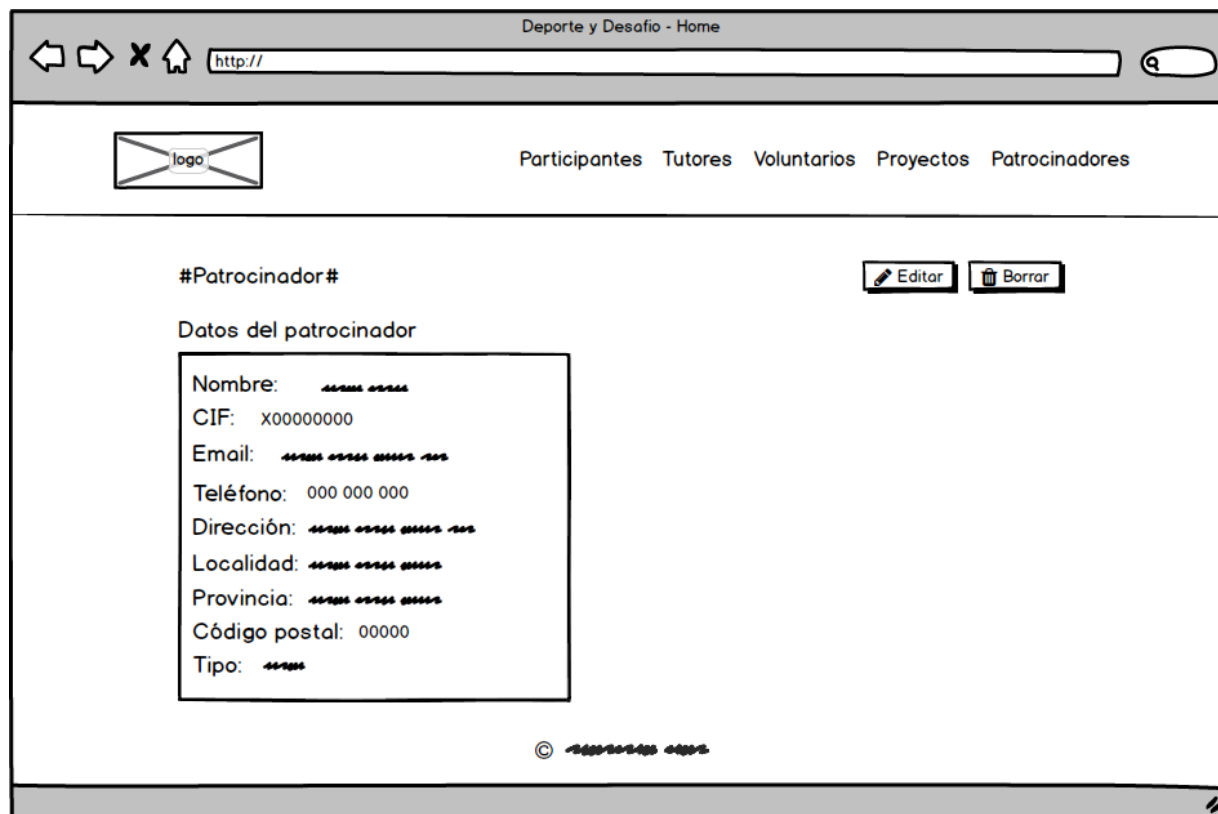 Deporte y Desafio - Home
http://
logo
Participantes Tutores Voluntarios Proyectos Patrocinadores
#Patrocinador#
Editar
Borrar
Datos del patrocinador
Nombre:
CIF: X00000000
Email:
Teléfono: 000 000 000
Dirección:
Localidad:
Provincia:
Código postal: 00000
Tipo:
©